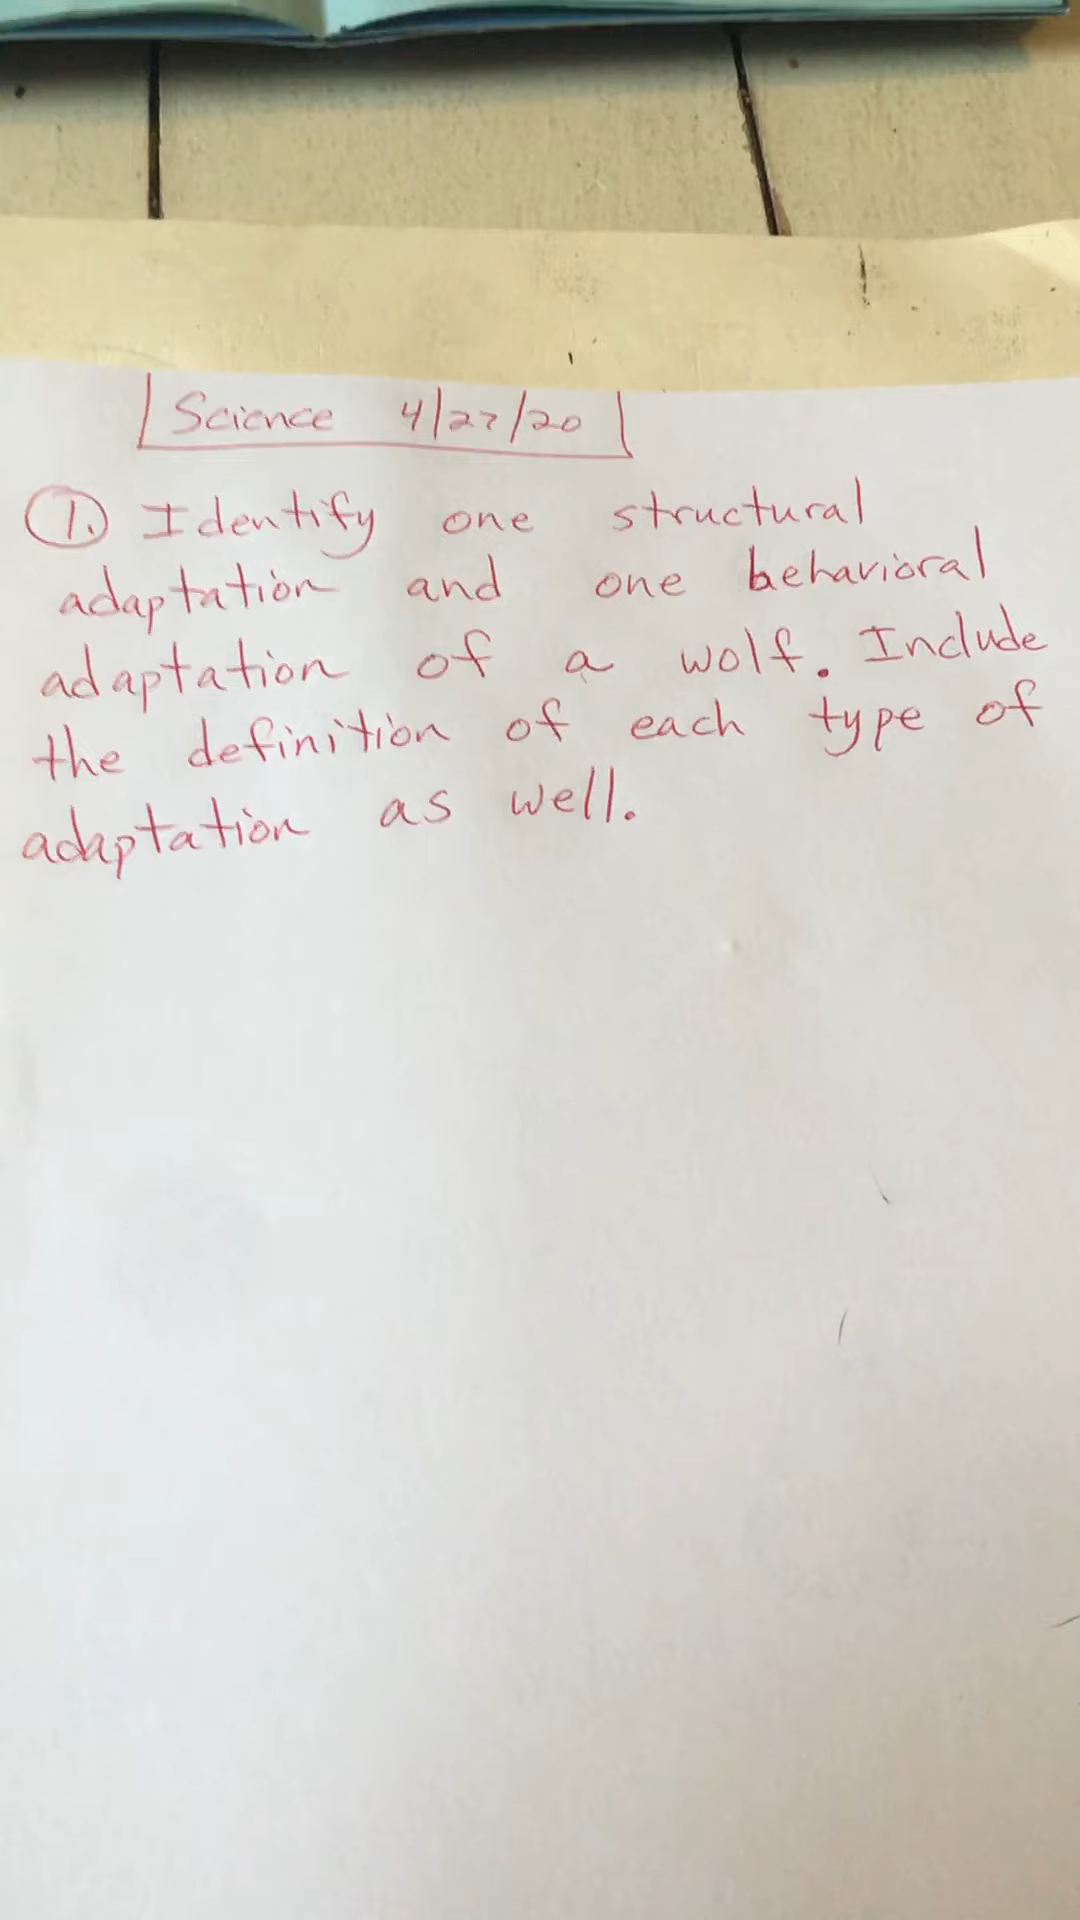 Science 4/27/20
1. Identify one structural
adaptation and one behavioral
adaptation of a wolf. Include
the definition of each type of
adaptation as well.